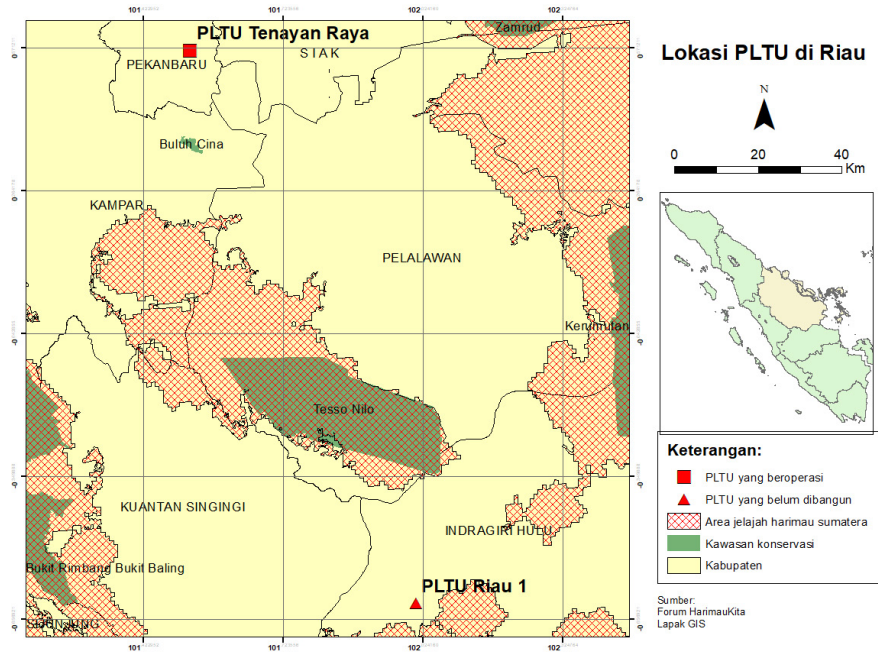 101
101
102
102
PLTU Tenayan Raya
Zamrud
SIAK
PEKANBARU
Lokasi PLTU di Riau
N
Buluh Cina
0 20 40
Km
KAMPAR
PELALAWAN
Kerumutan
Tesso Nilo
KUANTAN SINGINGI
INDRAGIRI HULU
Bukit Rimbang Bukit Baling
PLTU Riau 1
Keterangan:
PLTU yang beroperasi
PLTU yang belum dibangun
Area jelajah harimau sumatera
Kawasan konservasi
Kabupaten
Sumber:
Forum HarimauKita
Lapak GIS
101
101
102
102